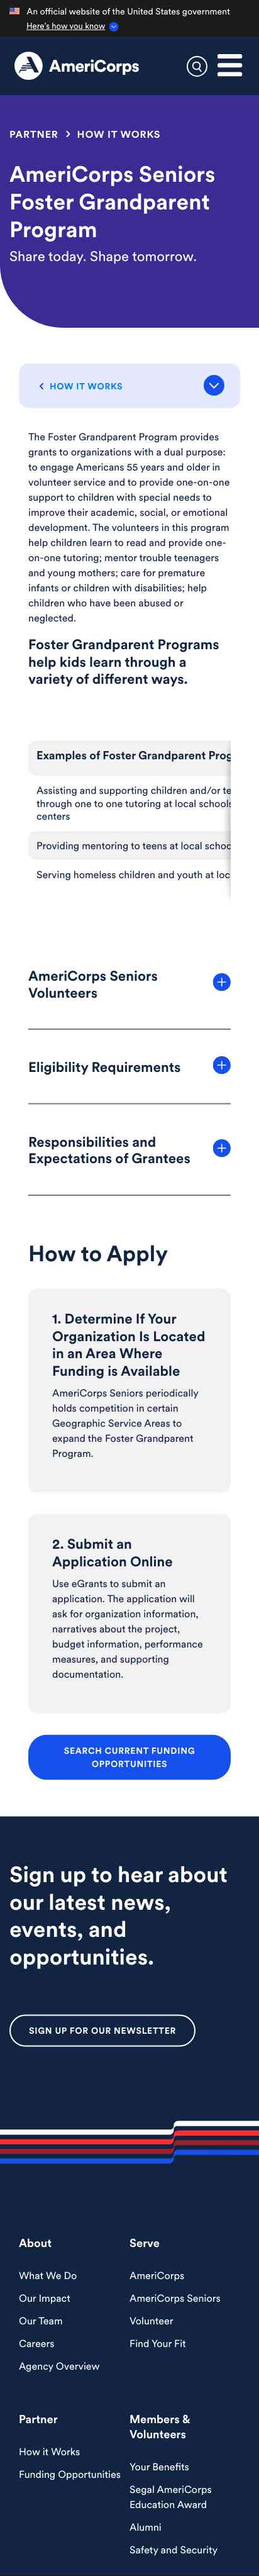 An official website of the United States government
Here's how you know
AmeriCorps
PARTNER > HOW IT WORKS
AmeriCorps Seniors
Foster Grandparent
Program
Share today. Shape tomorrow.
HOW IT WORKS
The Foster Grandparent Program provides
grants to organizations with a dual purpose:
to engage Americans 55 years and older in
volunteer service and to provide one-on-one
support to children with special needs to
improve their academic, social, or emotional
development. The volunteers in this program
help children learn to read and provide one-
on-one tutoring; mentor trouble teenagers
and young mothers; care for premature
infants or children with disabilities; help
children who have been abused or
neglected.
Foster Grandparent Programs
help kids learn through a
variety of different ways.
Examples of Foster Grandparent Prog
Assisting and supporting children and/or te
through one to one tutoring at local schools
centers
Providing mentoring to teens at local schoo
Serving homeless children and youth at loc
AmeriCorps Seniors
Volunteers
Eligibility Requirements
Responsibilities and
Expectations of Grantees
How to Apply
1. Determine If Your
Organization Is Located
in an Area Where
Funding is Available
AmeriCorps Seniors periodically
holds competition in certain
Geographic Service Areas to
expand the Foster Grandparent
Program.
2. Submit an
Application Online
Use eGrants to submit an
application. The application will
ask for organization information,
narratives about the project,
budget information, performance
measures, and supporting
documentation.
SEARCH CURRENT FUNDING
OPPORTUNITIES
Sign up to hear about
our latest news,
events, and
opportunities.
SIGN UP FOR OUR NEWSLETTER
About
What We Do
Our Impact
Our Team
Careers
Agency Overview
Serve
AmeriCorps
AmeriCorps Seniors
Volunteer
Find Your Fit
Partner
How it Works
Funding Opportunities
Members &
Volunteers
Your Benefits
Segal AmeriCorps
Education Award
Alumni
Safety and Security